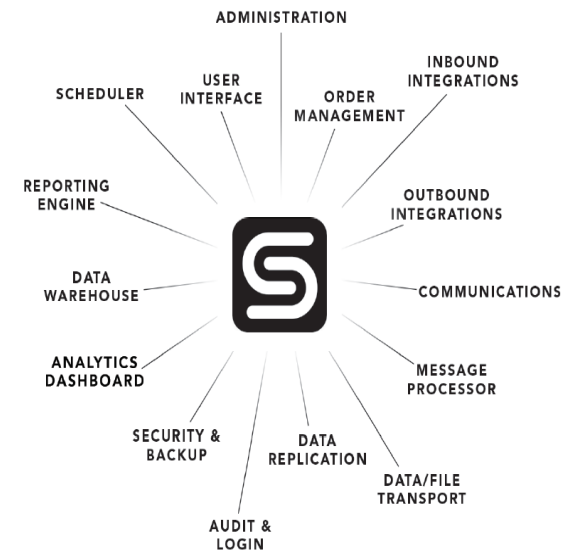 ADMINISTRATION
INBOUND
INTEGRATIONS
USER
INTERFACE
SCHEDULER
ORDER
MANAGEMENT
REPORTING
ENGINE
OUTBOUND
INTEGRATIONS
DATA
WAREHOUSE
COMMUNICATIONS
ANALYTICS
DASHBOARD
MESSAGE
PROCESSOR
SECURITY &
BACKUP
DATA
REPLICATION
DATA/FILE
TRANSPORT
AUDIT &
LOGIN